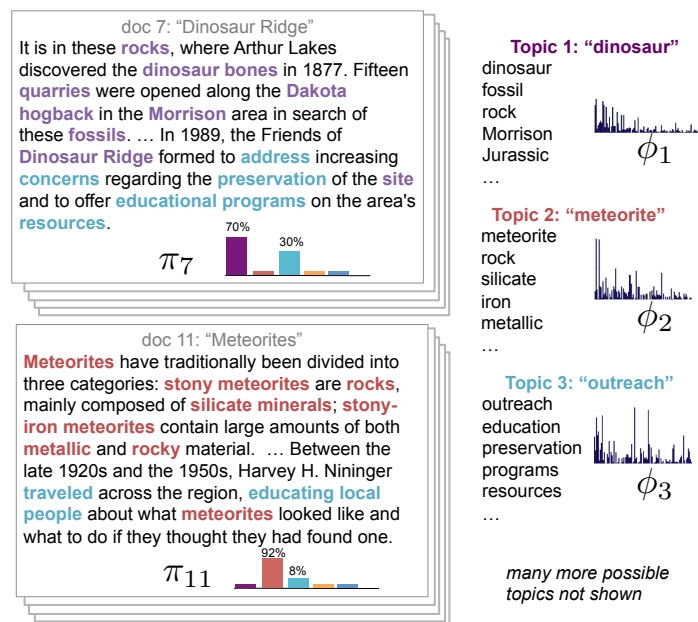 doc 7: “Dinosaur Ridge”
It is in these rocks, where Arthur Lakes
discovered the dinosaur bones in 1877. Fifteen
quarries were opened along the Dakota
hogback in the Morrison area in search of
these fossils. … In 1989, the Friends of
Dinosaur Ridge formed to address increasing
concerns regarding the preservation of the site
and to offer educational programs on the area's
resources.
70%
30%
π7
doc 11: “Meteorites”
Meteorites have traditionally been divided into
three categories: stony meteorites are rocks,
mainly composed of silicate minerals; stony-
iron meteorites contain large amounts of both
metallic and rocky material. … Between the
late 1920s and the 1950s, Harvey H. Nininger
traveled across the region, educating local
people about what meteorites looked like and
what to do if they thought they had found one.
92%
8%
π11
Topic 1: “dinosaur”
dinosaur
fossil
rock
Morrison
Jurassic
…
ϕ1
Topic 2: “meteorite”
meteorite
rock
silicate
iron
metallic
…
ϕ2
Topic 3: “outreach”
outreach
education
preservation
programs
resources
…
ϕ3
many more possible
topics not shown